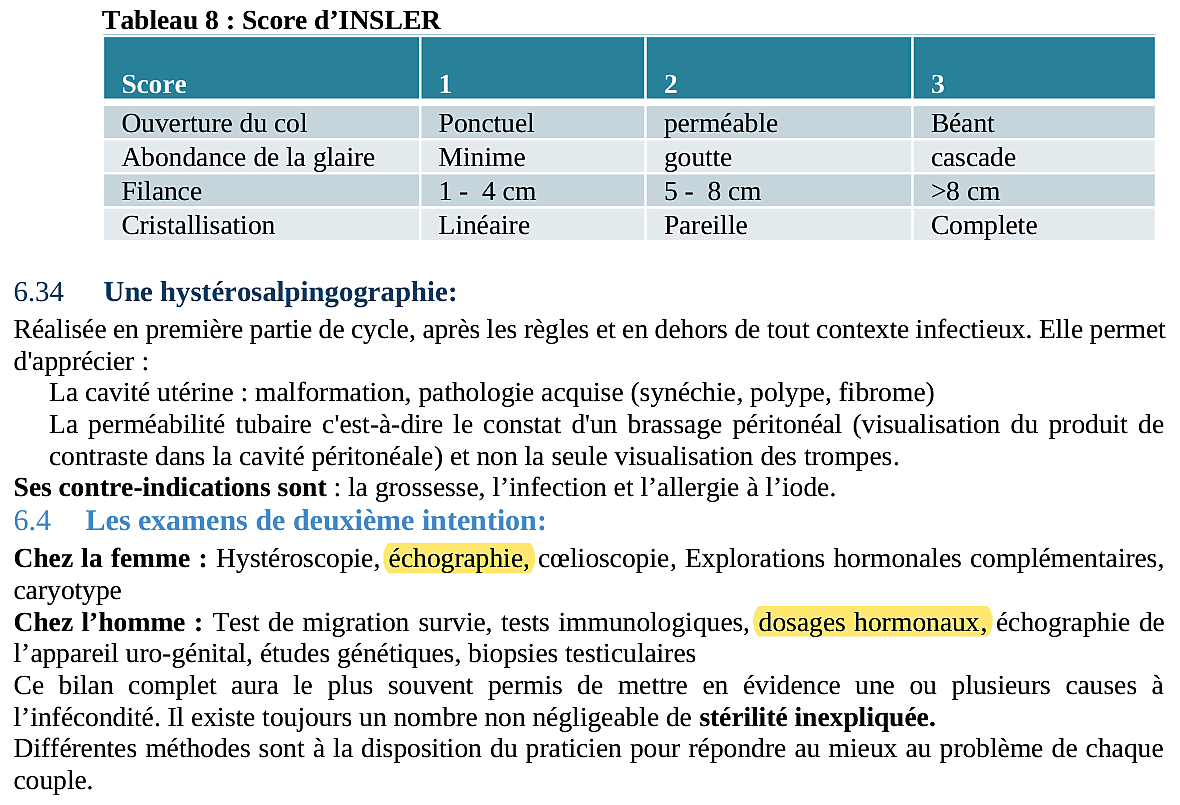 Tableau 8 : Score d’INSLER
Score 1 2 3
Ouverture du col Ponctuel perméable Béant
Abondance de la glaire Minime goutte cascade
Filance 1 - 4 cm 5 - 8 cm >8 cm
Cristallisation Linéaire Pareille Complete
6.34 Une hystérosalpingographie:
Réalisée en première partie de cycle, après les règles et en dehors de tout contexte infectieux. Elle permet
d'apprécier :
La cavité utérine : malformation, pathologie acquise (synéchie, polype, fibrome)
La perméabilité tubaire c'est-à-dire le constat d'un brassage péritonéal (visualisation du produit de
contraste dans la cavité péritonéale) et non la seule visualisation des trompes.
Ses contre-indications sont : la grossesse, l’infection et l’allergie à l’iode.
6.4 Les examens de deuxième intention:
Chez la femme : Hystéroscopie, échographie, cœlioscopie, Explorations hormonales complémentaires,
caryotype
Chez l’homme : Test de migration survie, tests immunologiques, dosages hormonaux, échographie de
l’appareil uro-génital, études génétiques, biopsies testiculaires
Ce bilan complet aura le plus souvent permis de mettre en évidence une ou plusieurs causes à
l’infécondité. Il existe toujours un nombre non négligeable de stérilité inexpliquée.
Différentes méthodes sont à la disposition du praticien pour répondre au mieux au problème de chaque
couple.